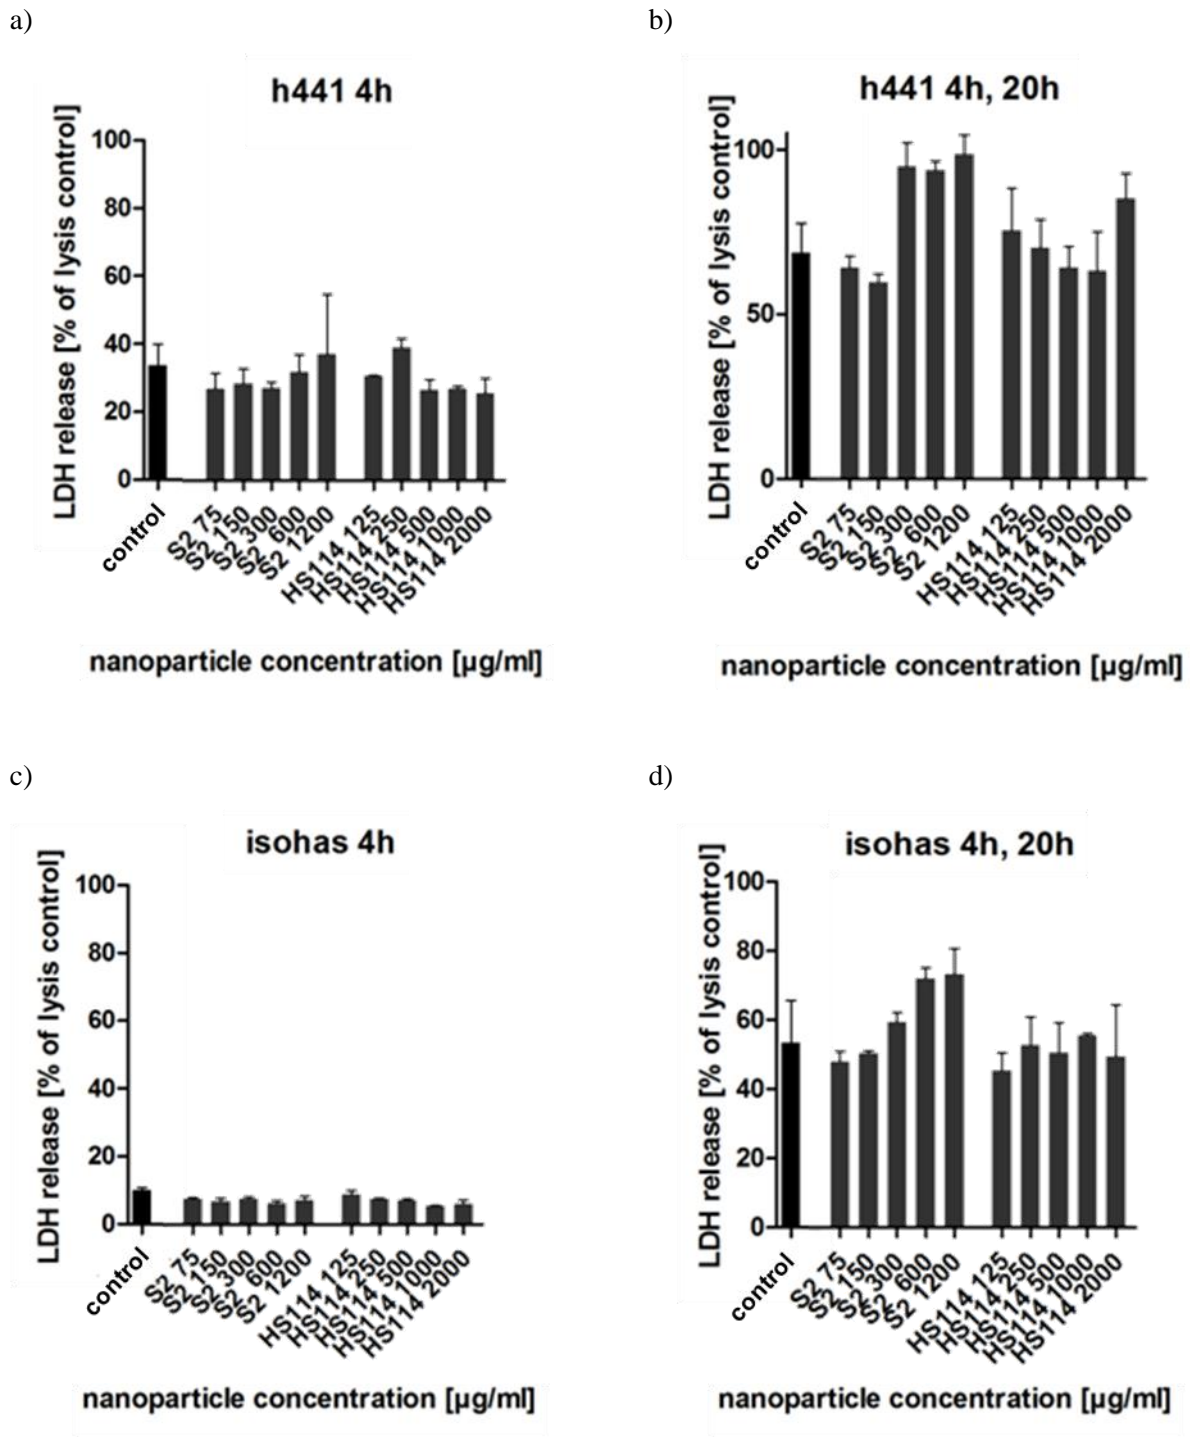 a)
h441 4h
LDH release [% of lysis control]
100
80
60
40
20
0
control
S2 75
S2 150
S2 300
S2 600
S2 1200
HS114 125
HS114 250
HS114 500
HS114 1000
HS114 2000
nanoparticle concentration [µg/ml]
b)
h441 4h, 20h
LDH release [% of lysis control]
100
50
0
control
S2 75
S2 150
S2 300
S2 600
S2 1200
HS114 125
HS114 250
HS114 500
HS114 1000
HS114 2000
nanoparticle concentration [µg/ml]
c)
isohas 4h
LDH release [% of lysis control]
100
80
60
40
20
0
control
S2 75
S2 150
S2 300
S2 600
S2 1200
HS114 125
HS114 250
HS114 500
HS114 1000
HS114 2000
nanoparticle concentration [µg/ml]
d)
isohas 4h, 20h
LDH release [% of lysis control]
100
80
60
40
20
0
control
S2 75
S2 150
S2 300
S2 600
S2 1200
HS114 125
HS114 250
HS114 500
HS114 1000
HS114 2000
nanoparticle concentration [µg/ml]